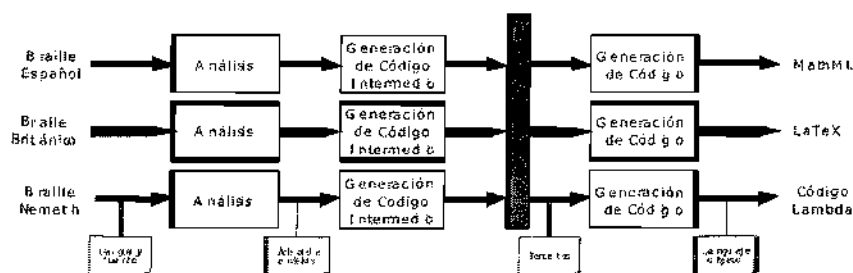 Braille
Español
Análisis
Generación
de Código
Intermedio
Generación
de Código
MathML
Braille
Británico
Análisis
Generación
de Código
Intermedio
Generación
de Código
LaTeX
Braille
Nemeth
Análisis
Generación
de Codigo
Intermedio
Generación
de Código
Código
Lambda